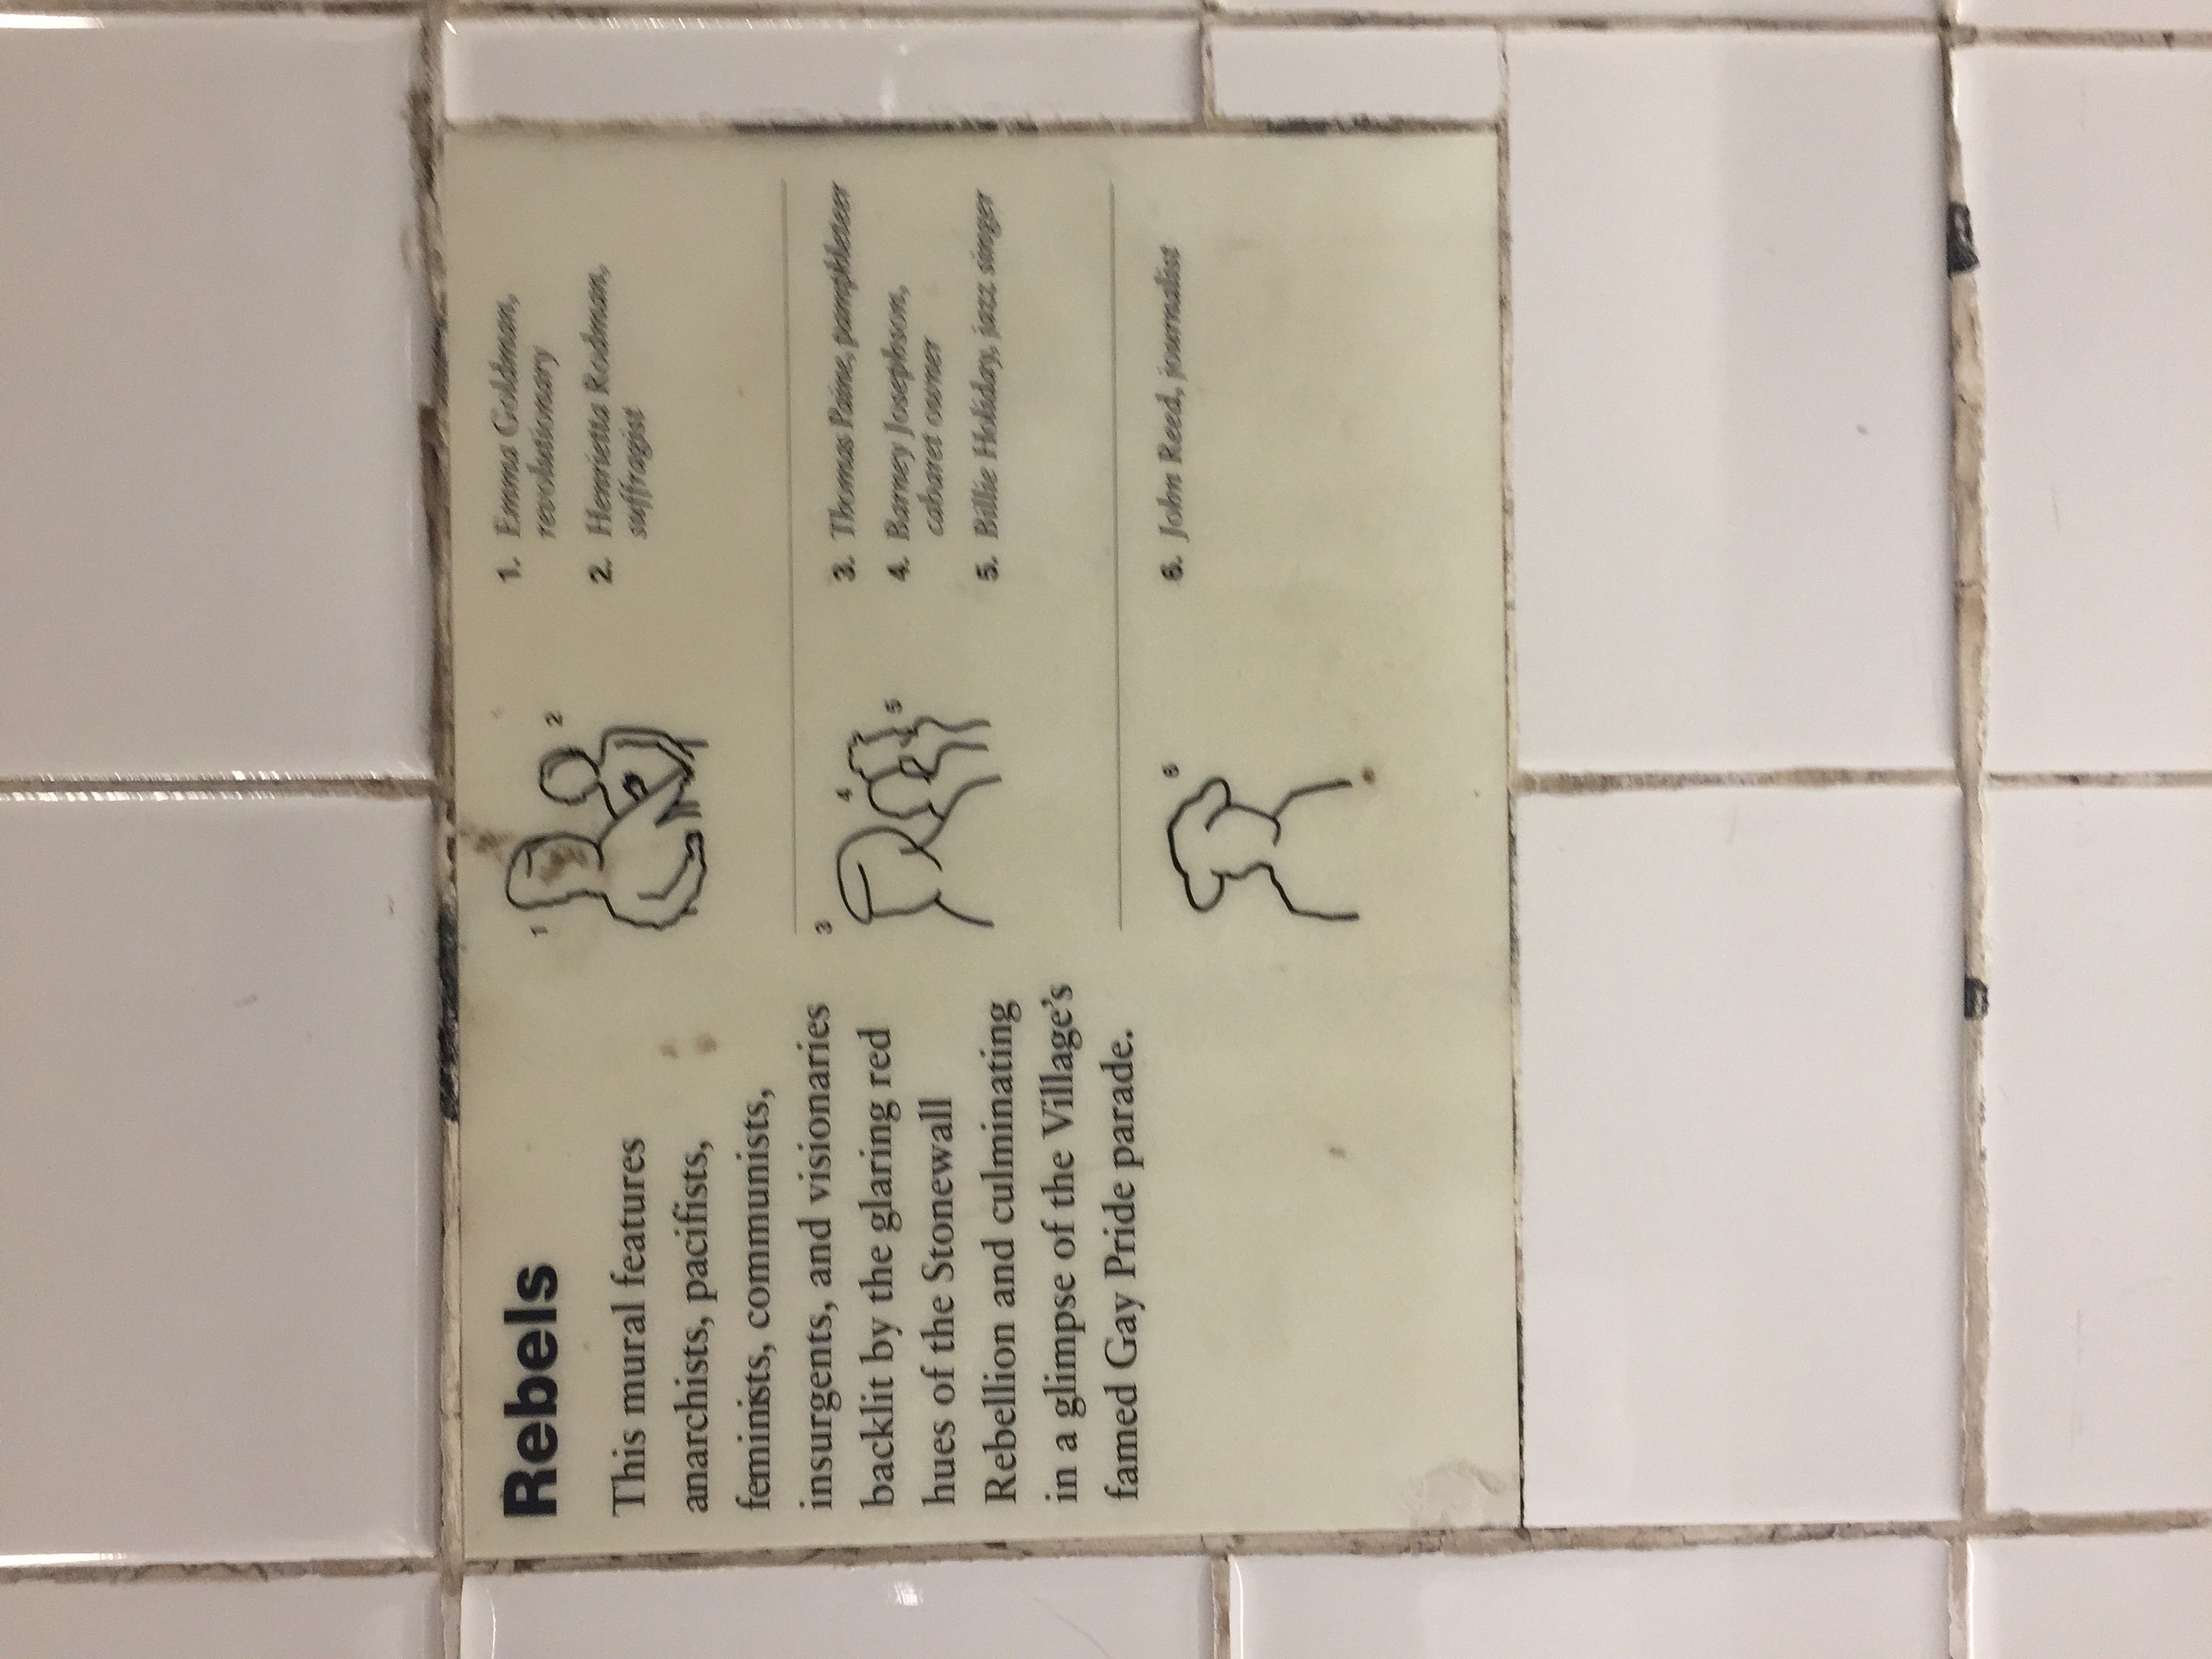 Rebels
This mural features
anarchists, pacifists,
feminists, communists,
insurgents, and visionaries
backlit by the glaring red
hues of the Stonewall
Rebellion and culminating
in a glimpse of the Village's
famed Gay Pride parade.
1
2
1. Emma Goldman,
revolutionary
2. Henrietta Rodman,
suffragist
3
4
5
3. Thomas Paine, pamphleteer
4. Barney Josephson,
cabaret owner
5. Billie Holiday, jazz singer
6
6. John Reed, journalist